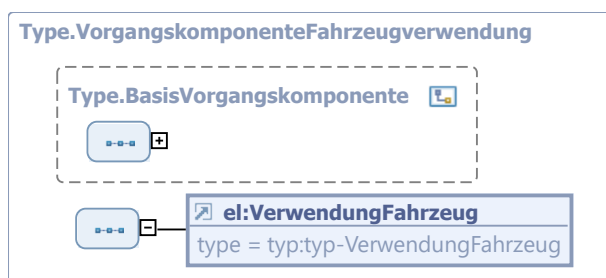 Type.VorgangskomponenteFahrzeugverwendung
Type.BasisVorgangskomponente
el:VerwendungFahrzeug
type = typ:typ-VerwendungFahrzeug